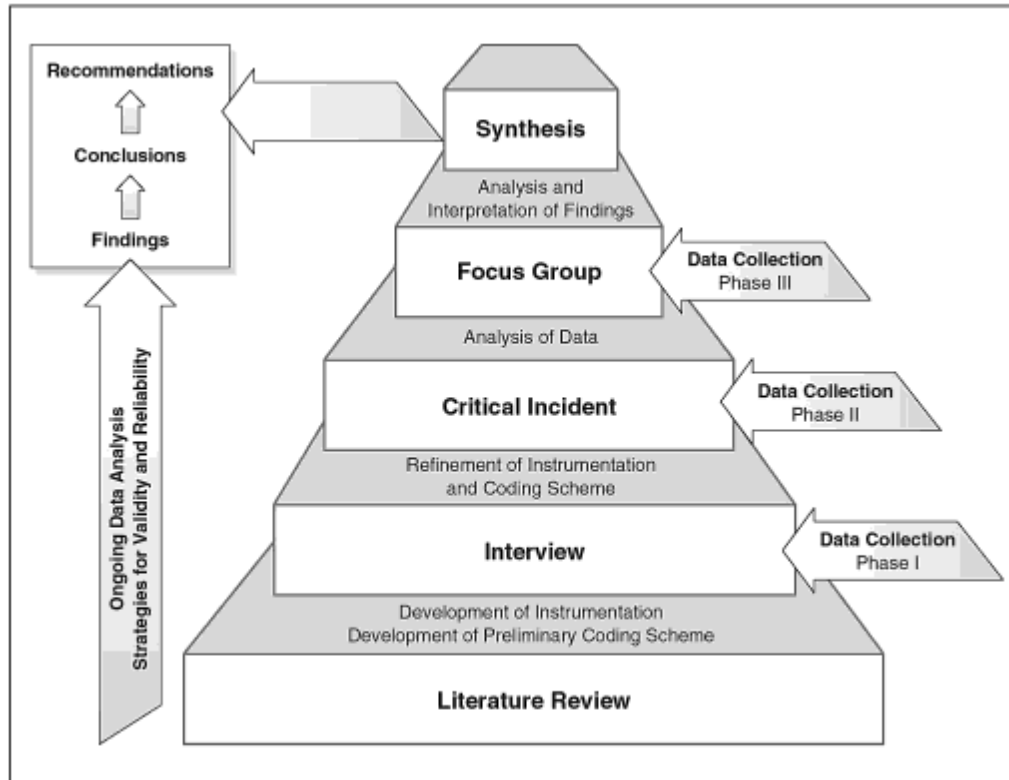 Recommendations
Conclusions
Findings
Ongoing Data Analysis
Strategies for Validity and Reliability
Synthesis
Analysis and
Interpretation of Findings
Focus Group
Data Collection
Phase III
Analysis of Data
Critical Incident
Data Collection
Phase II
Refinement of Instrumentation
and Coding Scheme
Interview
Data Collection
Phase I
Development of Instrumentation
Development of Preliminary Coding Scheme
Literature Review